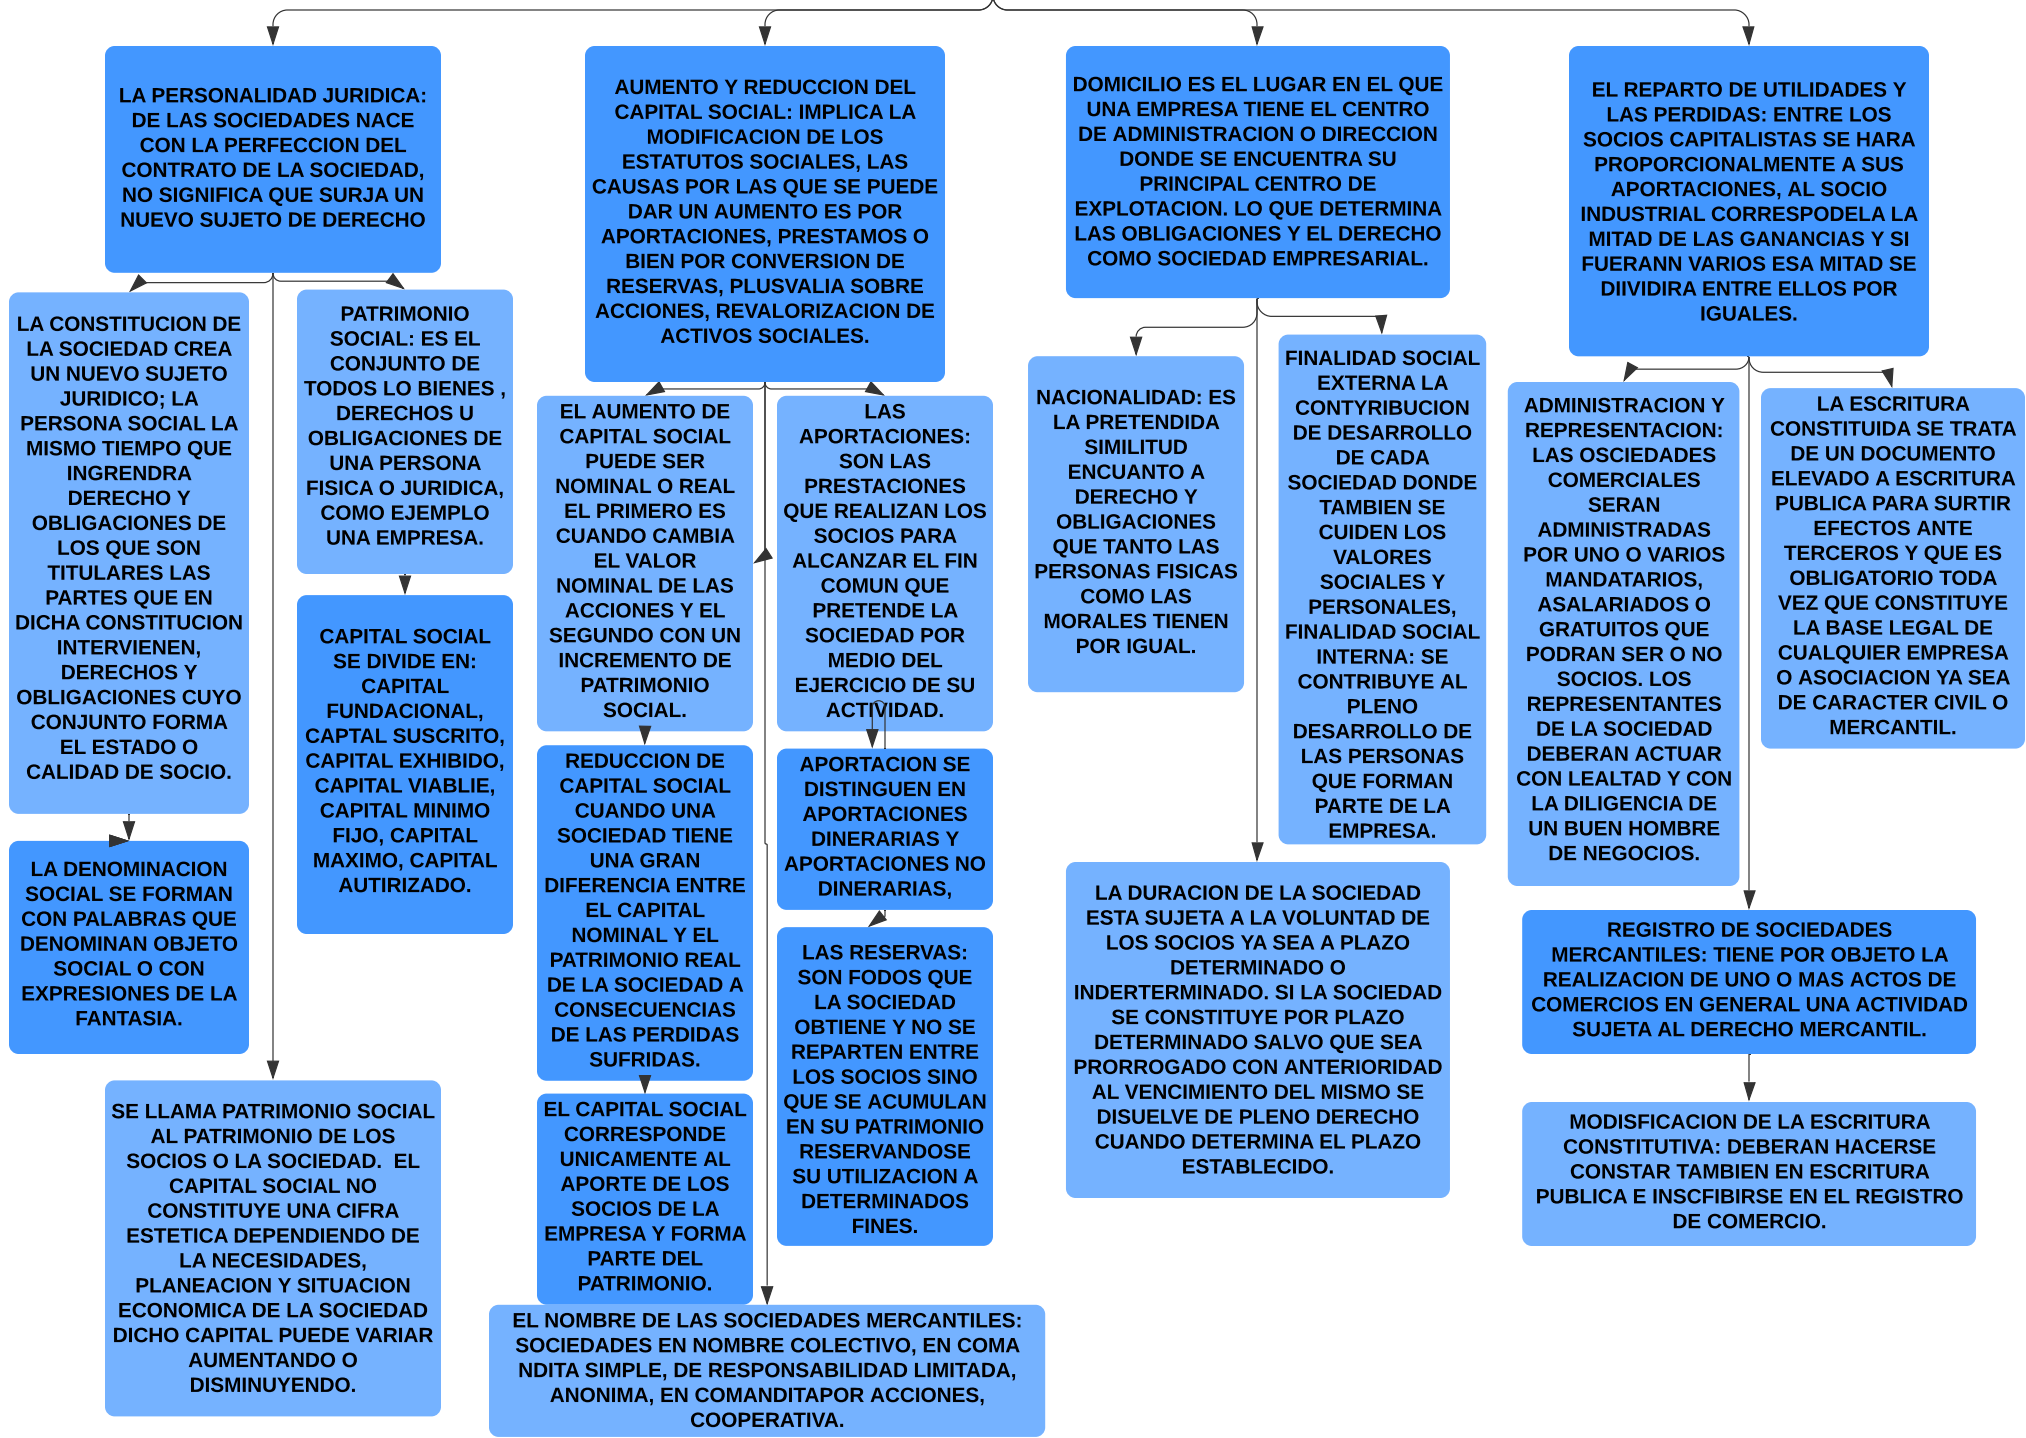 LA PERSONALIDAD JURIDICA:
DE LAS SOCIEDADES NACE
CON LA PERFECCION DEL
CONTRATO DE LA SOCIEDAD,
NO SIGNIFICA QUE SURJA UN
NUEVO SUJETO DE DERECHO
LA CONSTITUCION DE
LA SOCIEDAD CREA
UN NUEVO SUJETO
JURIDICO; LA
PERSONA SOCIAL LA
MISMO TIEMPO QUE
INGRENDRA
DERECHO Y
OBLIGACIONES DE
LOS QUE SON
TITULARES LAS
PARTES QUE EN
DICHA CONSTITUCION
INTERVIENEN,
DERECHOS Y
OBLIGACIONES CUYO
CONJUNTO FORMA
EL ESTADO O
CALIDAD DE SOCIO.
LA DENOMINACION
SOCIAL SE FORMAN
CON PALABRAS QUE
DENOMINAN OBJETO
SOCIAL O CON
EXPRESIONES DE LA
FANTASIA.
PATRIMONIO
SOCIAL: ES EL
CONJUNTO DE
TODOS LO BIENES ,
DERECHOS U
OBLIGACIONES DE
UNA PERSONA
FISICA O JURIDICA,
COMO EJEMPLO
UNA EMPRESA.
CAPITAL SOCIAL
SE DIVIDE EN:
CAPITAL
FUNDACIONAL,
CAPTAL SUSCRITO,
CAPITAL EXHIBIDO,
CAPITAL VIABLIE,
CAPITAL MINIMO
FIJO, CAPITAL
MAXIMO, CAPITAL
AUTIRIZADO.
SE LLAMA PATRIMONIO SOCIAL
AL PATRIMONIO DE LOS
SOCIOS O LA SOCIEDAD.  EL
CAPITAL SOCIAL NO
CONSTITUYE UNA CIFRA
ESTETICA DEPENDIENDO DE
LA NECESIDADES,
PLANEACION Y SITUACION
ECONOMICA DE LA SOCIEDAD
DICHO CAPITAL PUEDE VARIAR
AUMENTANDO O
DISMINUYENDO.
AUMENTO Y REDUCCION DEL
CAPITAL SOCIAL: IMPLICA LA
MODIFICACION DE LOS
ESTATUTOS SOCIALES, LAS
CAUSAS POR LAS QUE SE PUEDE
DAR UN AUMENTO ES POR
APORTACIONES, PRESTAMOS O
BIEN POR CONVERSION DE
RESERVAS, PLUSVALIA SOBRE
ACCIONES, REVALORIZACION DE
ACTIVOS SOCIALES.
EL AUMENTO DE
CAPITAL SOCIAL
PUEDE SER
NOMINAL O REAL
EL PRIMERO ES
CUANDO CAMBIA
EL VALOR
NOMINAL DE LAS
ACCIONES Y EL
SEGUNDO CON UN
INCREMENTO DE
PATRIMONIO
SOCIAL.
REDUCCION DE
CAPITAL SOCIAL
CUANDO UNA
SOCIEDAD TIENE
UNA GRAN
DIFERENCIA ENTRE
EL CAPITAL
NOMINAL Y EL
PATRIMONIO REAL
DE LA SOCIEDAD A
CONSECUENCIAS
DE LAS PERDIDAS
SUFRIDAS.
EL CAPITAL SOCIAL
CORRESPONDE
UNICAMENTE AL
APORTE DE LOS
SOCIOS DE LA
EMPRESA Y FORMA
PARTE DEL
PATRIMONIO.
LAS
APORTACIONES:
SON LAS
PRESTACIONES
QUE REALIZAN LOS
SOCIOS PARA
ALCANZAR EL FIN
COMUN QUE
PRETENDE LA
SOCIEDAD POR
MEDIO DEL
EJERCICIO DE SU
ACTIVIDAD.
APORTACION SE
DISTINGUEN EN
APORTACIONES
DINERARIAS Y
APORTACIONES NO
DINERARIAS,
LAS RESERVAS:
SON FODOS QUE
LA SOCIEDAD
OBTIENE Y NO SE
REPARTEN ENTRE
LOS SOCIOS SINO
QUE SE ACUMULAN
EN SU PATRIMONIO
RESERVANDOSE
SU UTILIZACION A
DETERMINADOS
FINES.
EL NOMBRE DE LAS SOCIEDADES MERCANTILES:
SOCIEDADES EN NOMBRE COLECTIVO, EN COMA
NDITA SIMPLE, DE RESPONSABILIDAD LIMITADA,
ANONIMA, EN COMANDITAPOR ACCIONES,
COOPERATIVA.
DOMICILIO ES EL LUGAR EN EL QUE
UNA EMPRESA TIENE EL CENTRO
DE ADMINISTRACION O DIRECCION
DONDE SE ENCUENTRA SU
PRINCIPAL CENTRO DE
EXPLOTACION. LO QUE DETERMINA
LAS OBLIGACIONES Y EL DERECHO
COMO SOCIEDAD EMPRESARIAL.
NACIONALIDAD: ES
LA PRETENDIDA
SIMILITUD
ENCUANTO A
DERECHO Y
OBLIGACIONES
QUE TANTO LAS
PERSONAS FISICAS
COMO LAS
MORALES TIENEN
POR IGUAL.
FINALIDAD SOCIAL
EXTERNA LA
CONTYRIBUCION
DE DESARROLLO
DE CADA
SOCIEDAD DONDE
TAMBIEN SE
CUIDEN LOS
VALORES
SOCIALES Y
PERSONALES,
FINALIDAD SOCIAL
INTERNA: SE
CONTRIBUYE AL
PLENO
DESARROLLO DE
LAS PERSONAS
QUE FORMAN
PARTE DE LA
EMPRESA.
LA DURACION DE LA SOCIEDAD
ESTA SUJETA A LA VOLUNTAD DE
LOS SOCIOS YA SEA A PLAZO
DETERMINADO O
INDERTERMINADO. SI LA SOCIEDAD
SE CONSTITUYE POR PLAZO
DETERMINADO SALVO QUE SEA
PRORROGADO CON ANTERIORIDAD
AL VENCIMIENTO DEL MISMO SE
DISUELVE DE PLENO DERECHO
CUANDO DETERMINA EL PLAZO
ESTABLECIDO.
EL REPARTO DE UTILIDADES Y
LAS PERDIDAS: ENTRE LOS
SOCIOS CAPITALISTAS SE HARA
PROPORCIONALMENTE A SUS
APORTACIONES, AL SOCIO
INDUSTRIAL CORRESPODELA LA
MITAD DE LAS GANANCIAS Y SI
FUERANN VARIOS ESA MITAD SE
DIIVIDIRA ENTRE ELLOS POR
IGUALES.
ADMINISTRACION Y
REPRESENTACION:
LAS OSCIEDADES
COMERCIALES
SERAN
ADMINISTRADAS
POR UNO O VARIOS
MANDATARIOS,
ASALARIADOS O
GRATUITOS QUE
PODRAN SER O NO
SOCIOS. LOS
REPRESENTANTES
DE LA SOCIEDAD
DEBERAN ACTUAR
CON LEALTAD Y CON
LA DILIGENCIA DE
UN BUEN HOMBRE
DE NEGOCIOS.
LA ESCRITURA
CONSTITUIDA SE TRATA
DE UN DOCUMENTO
ELEVADO A ESCRITURA
PUBLICA PARA SURTIR
EFECTOS ANTE
TERCEROS Y QUE ES
OBLIGATORIO TODA
VEZ QUE CONSTITUYE
LA BASE LEGAL DE
CUALQUIER EMPRESA
O ASOCIACION YA SEA
DE CARACTER CIVIL O
MERCANTIL.
REGISTRO DE SOCIEDADES
MERCANTILES: TIENE POR OBJETO LA
REALIZACION DE UNO O MAS ACTOS DE
COMERCIOS EN GENERAL UNA ACTIVIDAD
SUJETA AL DERECHO MERCANTIL.
MODISFICACION DE LA ESCRITURA
CONSTITUTIVA: DEBERAN HACERSE
CONSTAR TAMBIEN EN ESCRITURA
PUBLICA E INSCFIBIRSE EN EL REGISTRO
DE COMERCIO.